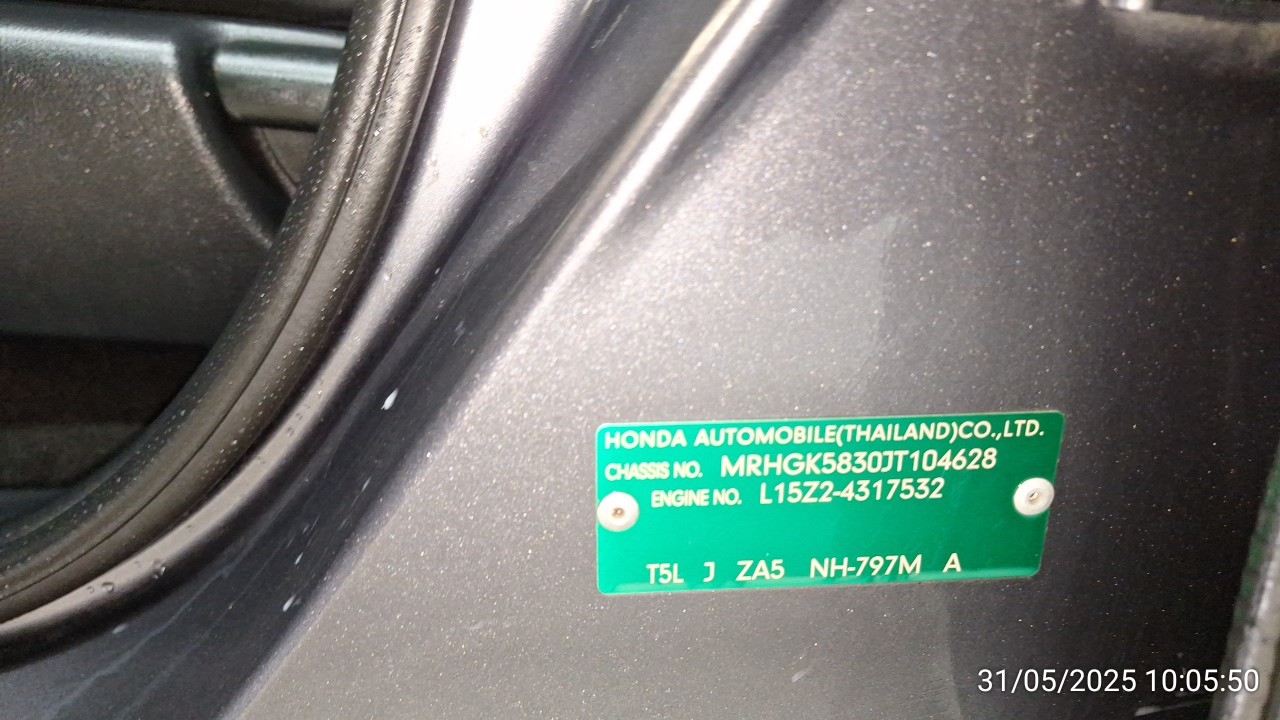 HONDA AUTOMOBILE(THAILAND)CO.,LTD.
CHASSIS NO. MRHGK5830JT104628
ENGINE NO. L15Z2-4317532
T5L J ZA5 NH-797M A
31/05/2025 10:05:50